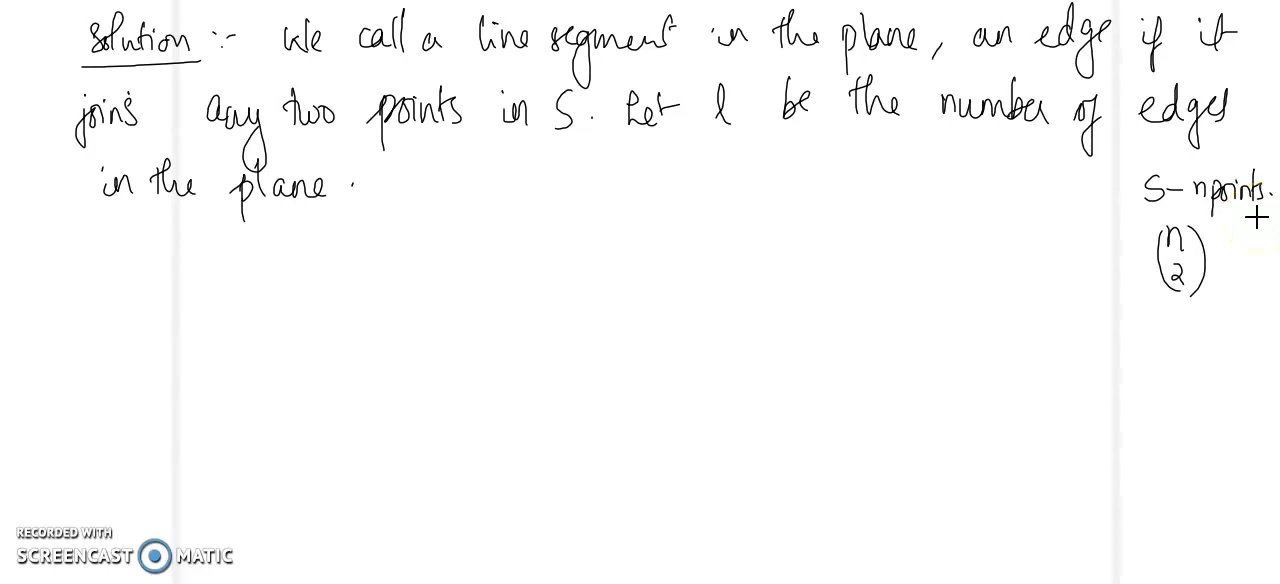 Solution :- We call a line segment in the plane, an edge if it
joins any two points in S. Let l be the number of edges
in the plane.
S - n points.
(n
2)
RECORDED WITH
SCREENCAST MATIC